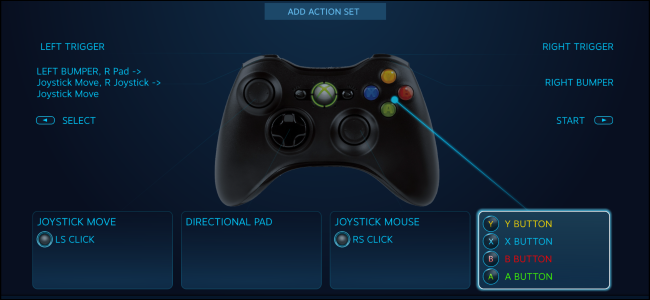 ADD ACTION SET
LEFT TRIGGER
RIGHT TRIGGER
LEFT BUMPER, R Pad ->
Joystick Move, R Joystick ->
Joystick Move
RIGHT BUMPER
SELECT
START
JOYSTICK MOVE
LS CLICK
DIRECTIONAL PAD
JOYSTICK MOUSE
RS CLICK
Y Y BUTTON
X X BUTTON
B B BUTTON
A A BUTTON